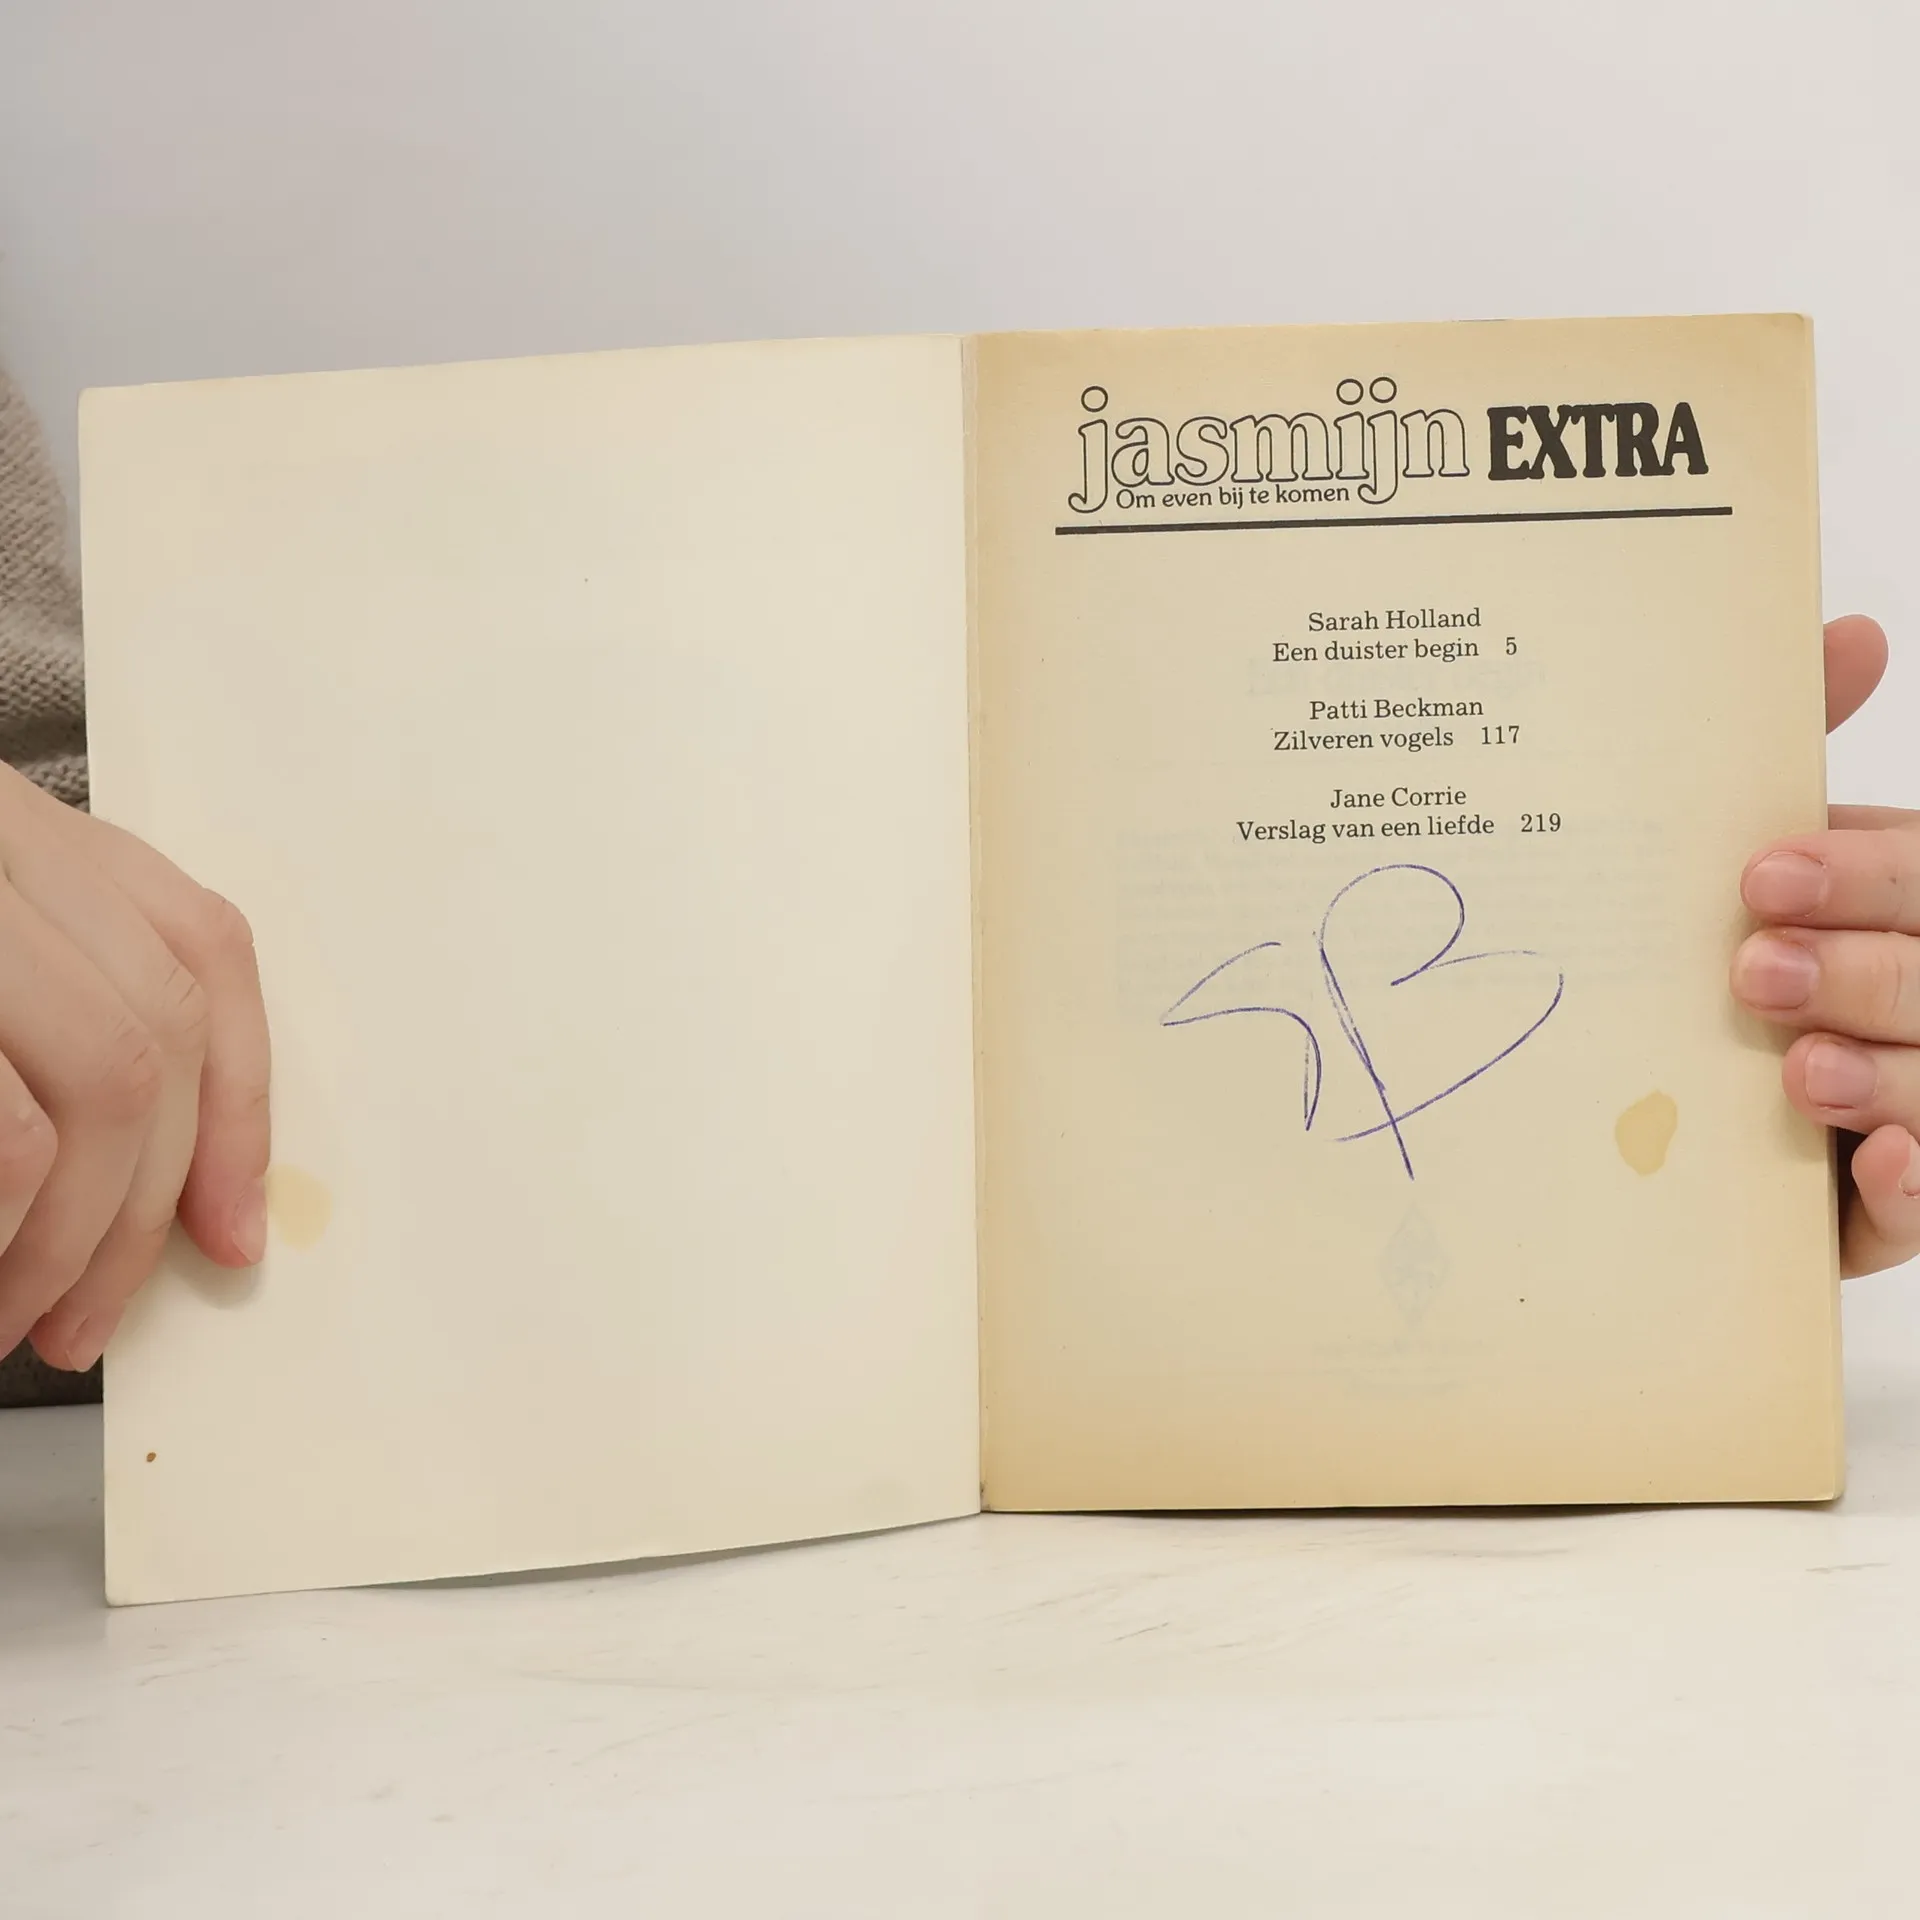 jasmijn EXTRA
Om even bij te komen
Sarah Holland
Een duister begin 5
Patti Beckman
Zilveren vogels 117
Jane Corrie
Verslag van een liefde 219